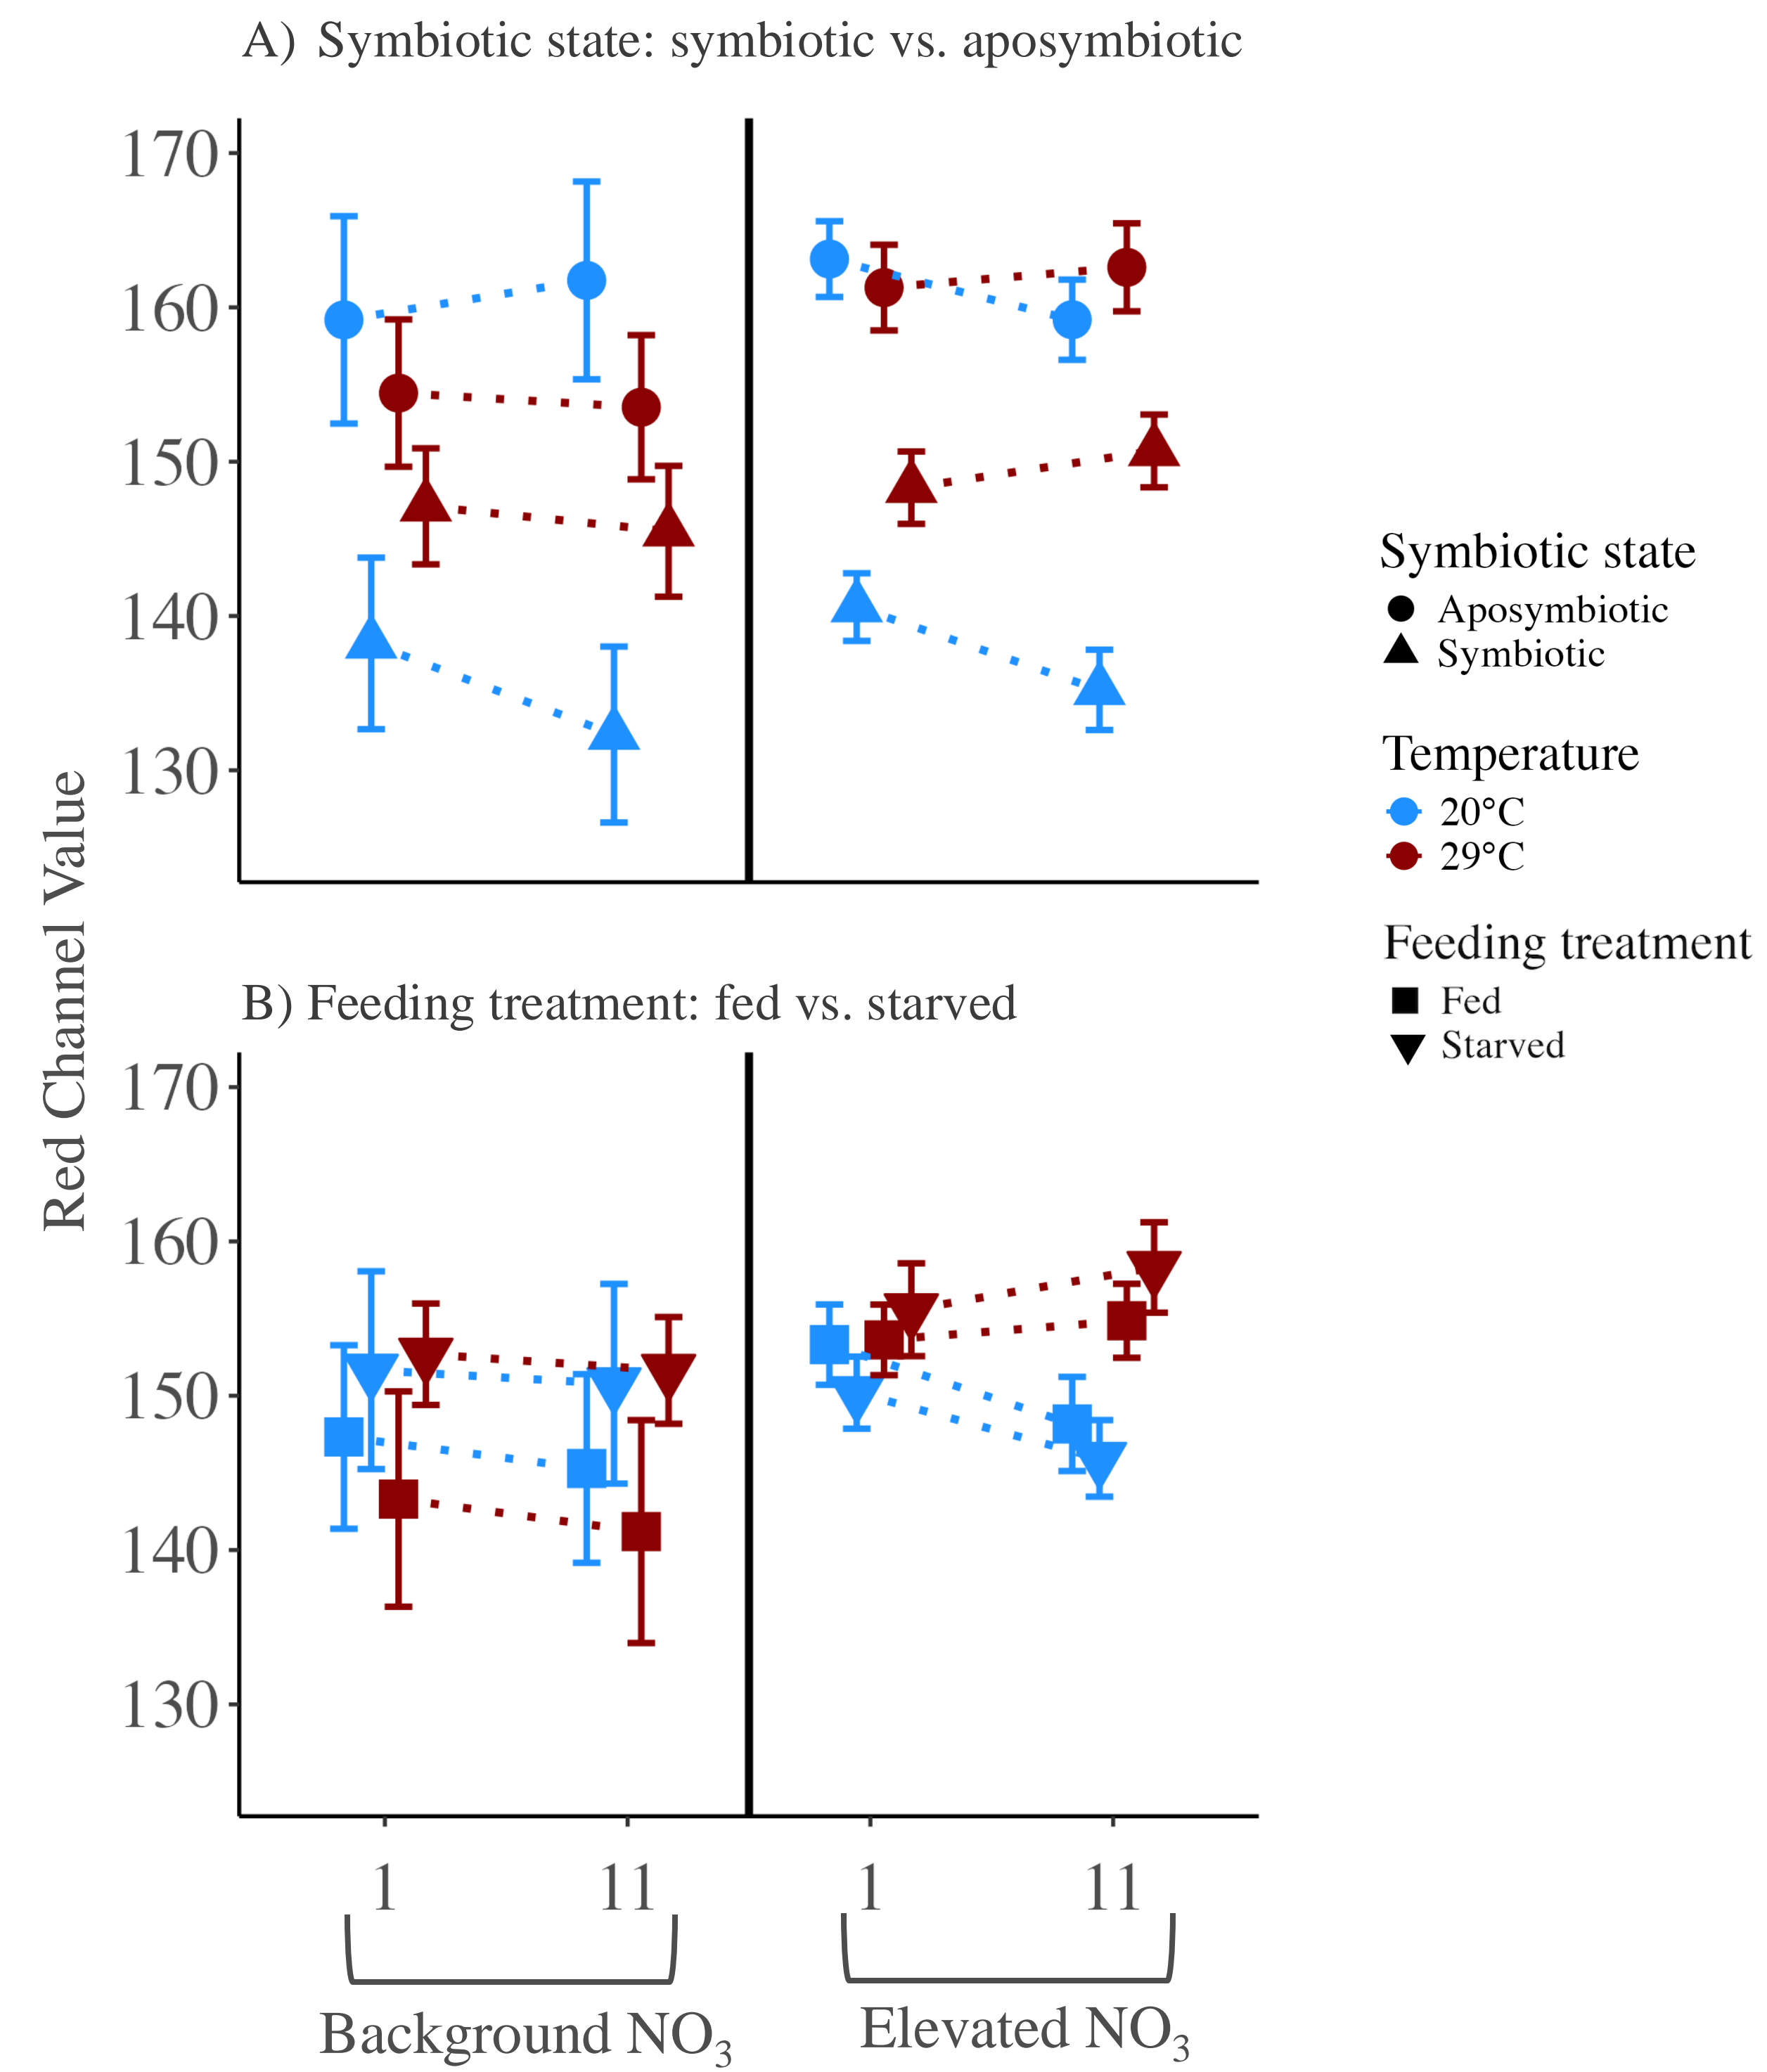 A) Symbiotic state: symbiotic vs. aposymbiotic
170
160
150
140
130
Red Channel Value
B) Feeding treatment: fed vs. starved
170
160
150
140
130
1 11 1 11
Background NO3 Elevated NO3
Symbiotic state
Aposymbiotic
Symbiotic
Temperature
20°C
29°C
Feeding treatment
Fed
Starved